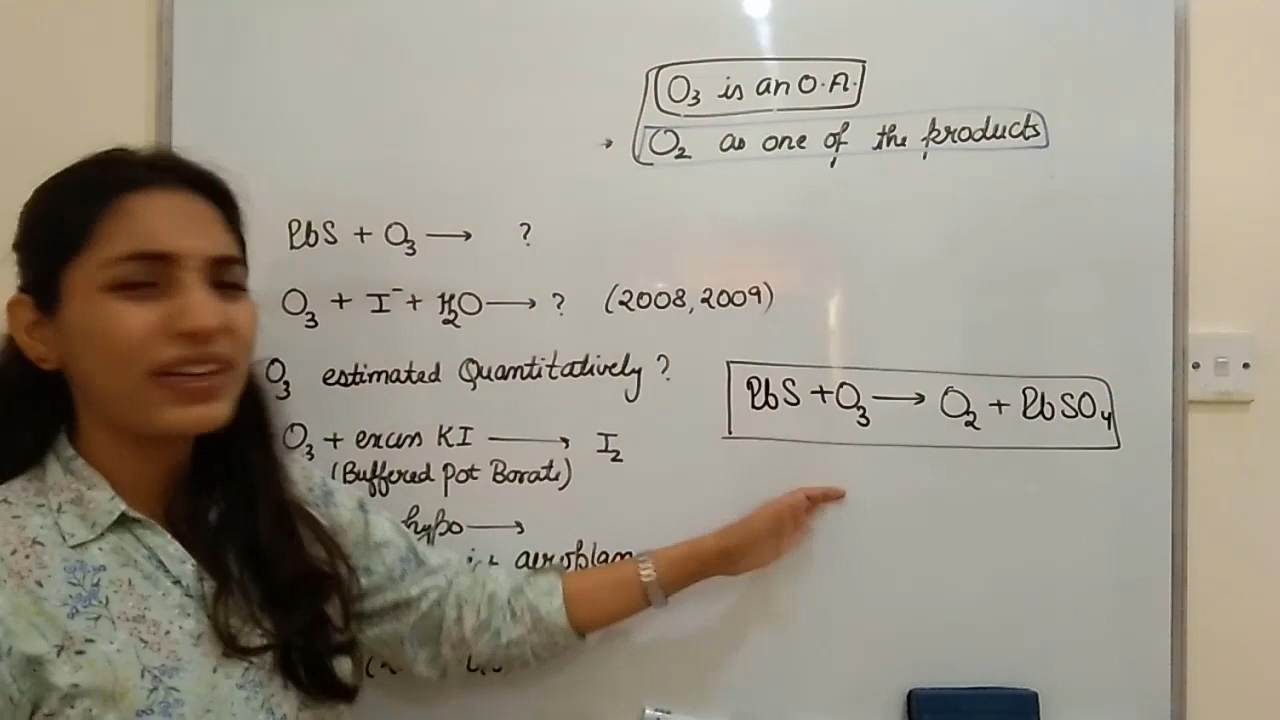 O₃ is an O.A.
O₂ as one of the products
PbS + O₃ → ?
O₃ + I⁻ + H₂O → ? (2008, 2009)
O₃ estimated Quantitatively ?
O₃ + excess KI → I₂
(Buffered Pot Borate)
hypo →
PbS + O₃ → O₂ + PbSO₄